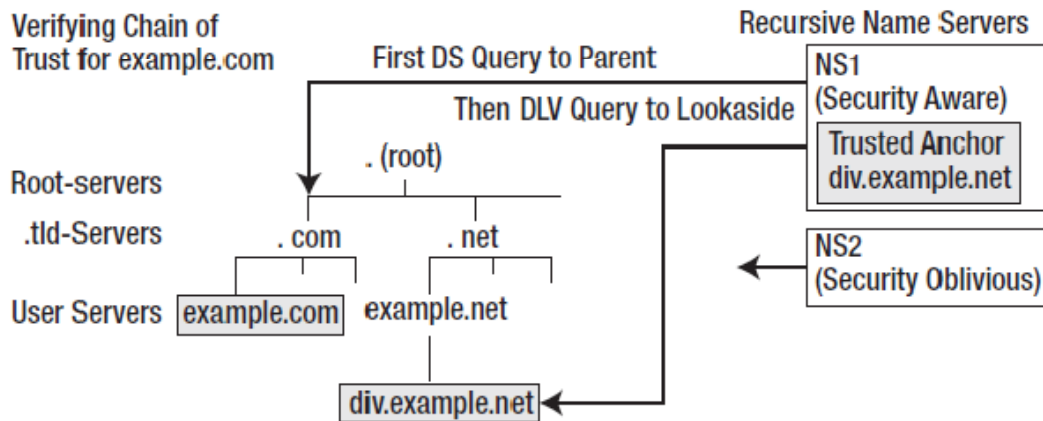 Verifying Chain of
Trust for example.com
Recursive Name Servers
First DS Query to Parent
NS1
(Security Aware)
Then DLV Query to Lookaside
Trusted Anchor
div.example.net
. (root)
Root-servers
.tld-Servers
. com
. net
NS2
(Security Oblivious)
User Servers
example.com
example.net
div.example.net